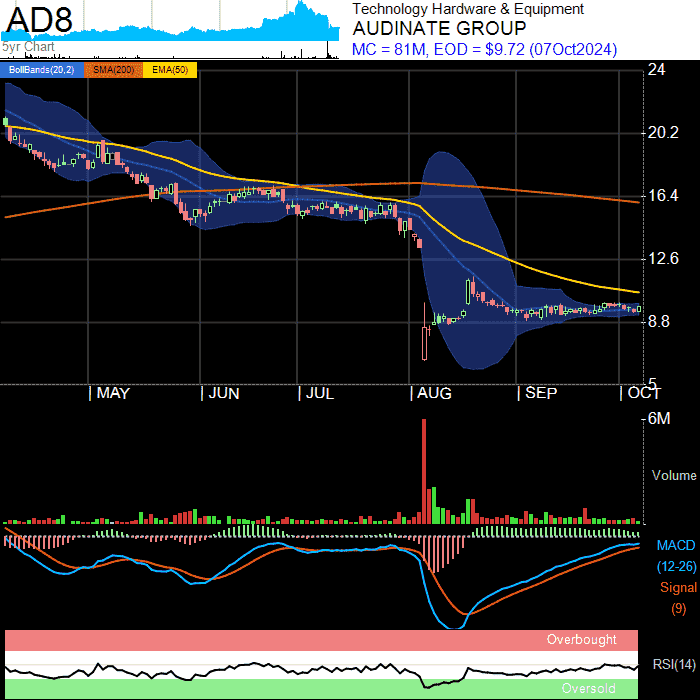 AD8
5yr Chart
Technology Hardware & Equipment
AUDINATE GROUP
MC = 81M, EOD = $9.72 (07Oct2024)
BollBands(20,2) SMA(200) EMA(50)
24
20.2
16.4
12.6
8.8
5
| MAY | JUN | JUL | AUG | SEP | OCT
6M
Volume
MACD
(12-26)
Signal
(9)
Overbought
RSI(14)
Oversold